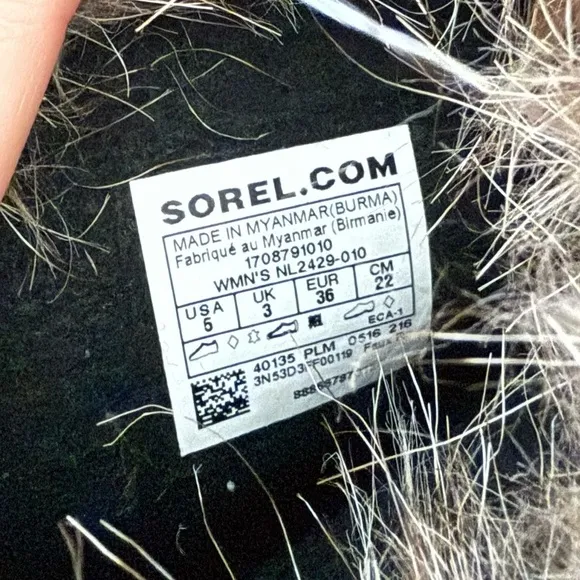 SOREL.COM
MADE IN MYANMAR(BURMA)
Fabriqué au Myanmar (Birmanie)
1708791010
WMN'S NL2429-010
USA UK EUR CM
5 3 36 22
ECA-1
40135 PLM 0516 216